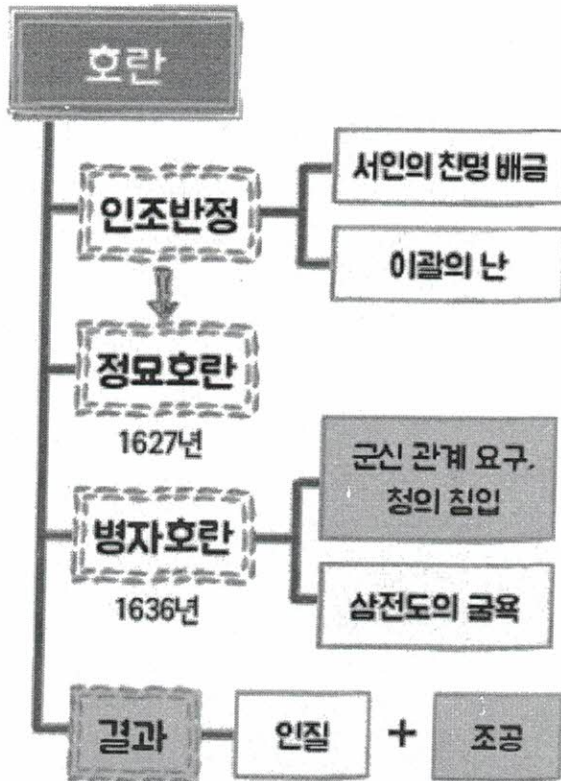 호란
인조반정
서인의 친명 배금
이괄의 난
정묘호란
1627년
병자호란
1636년
군신 관계 요구,
청의 침입
삼전도의 굴욕
결과
인질
+
조공